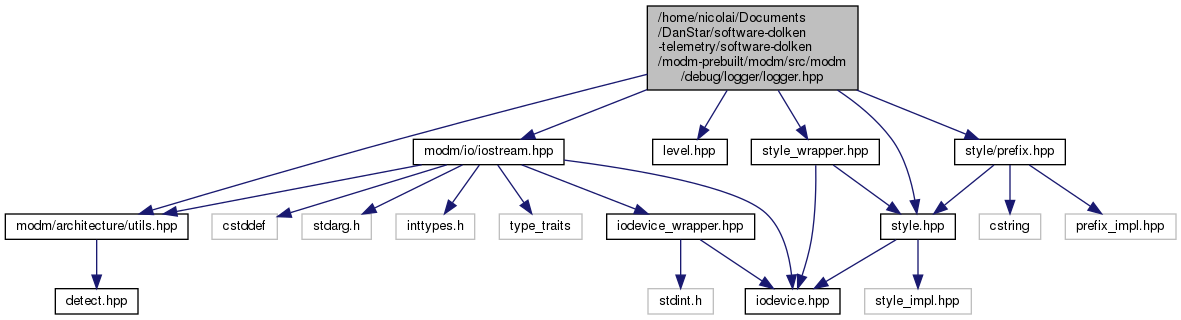 /home/nicolai/Documents
/DanStar/software-dolken
-telemetry/software-dolken
/modm-prebuilt/modm/src/modm
/debug/logger/logger.hpp
modm/io/iostream.hpp
level.hpp
style_wrapper.hpp
style/prefix.hpp
modm/architecture/utils.hpp
cstddef
stdarg.h
inttypes.h
type_traits
iodevice_wrapper.hpp
style.hpp
cstring
prefix_impl.hpp
detect.hpp
stdint.h
iodevice.hpp
style_impl.hpp